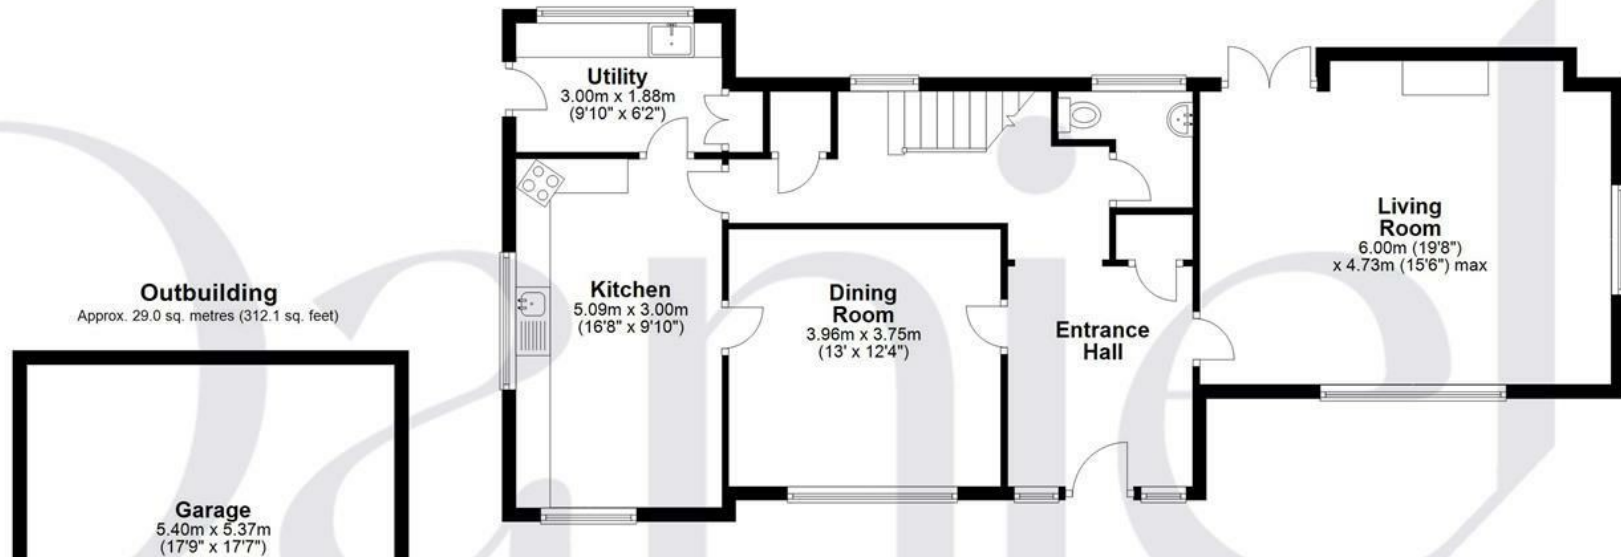 Utility
3.00m x 1.88m
(9'10" x 6'2")
Living
Room
6.00m (19'8")
x 4.73m (15'6") max
Kitchen
5.09m x 3.00m
(16'8" x 9'10")
Dining
Room
3.96m x 3.75m
(13' x 12'4")
Entrance
Hall
Outbuilding
Approx. 29.0 sq. metres (312.1 sq. feet)
Garage
5.40m x 5.37m
(17'9" x 17'7")
Daniel